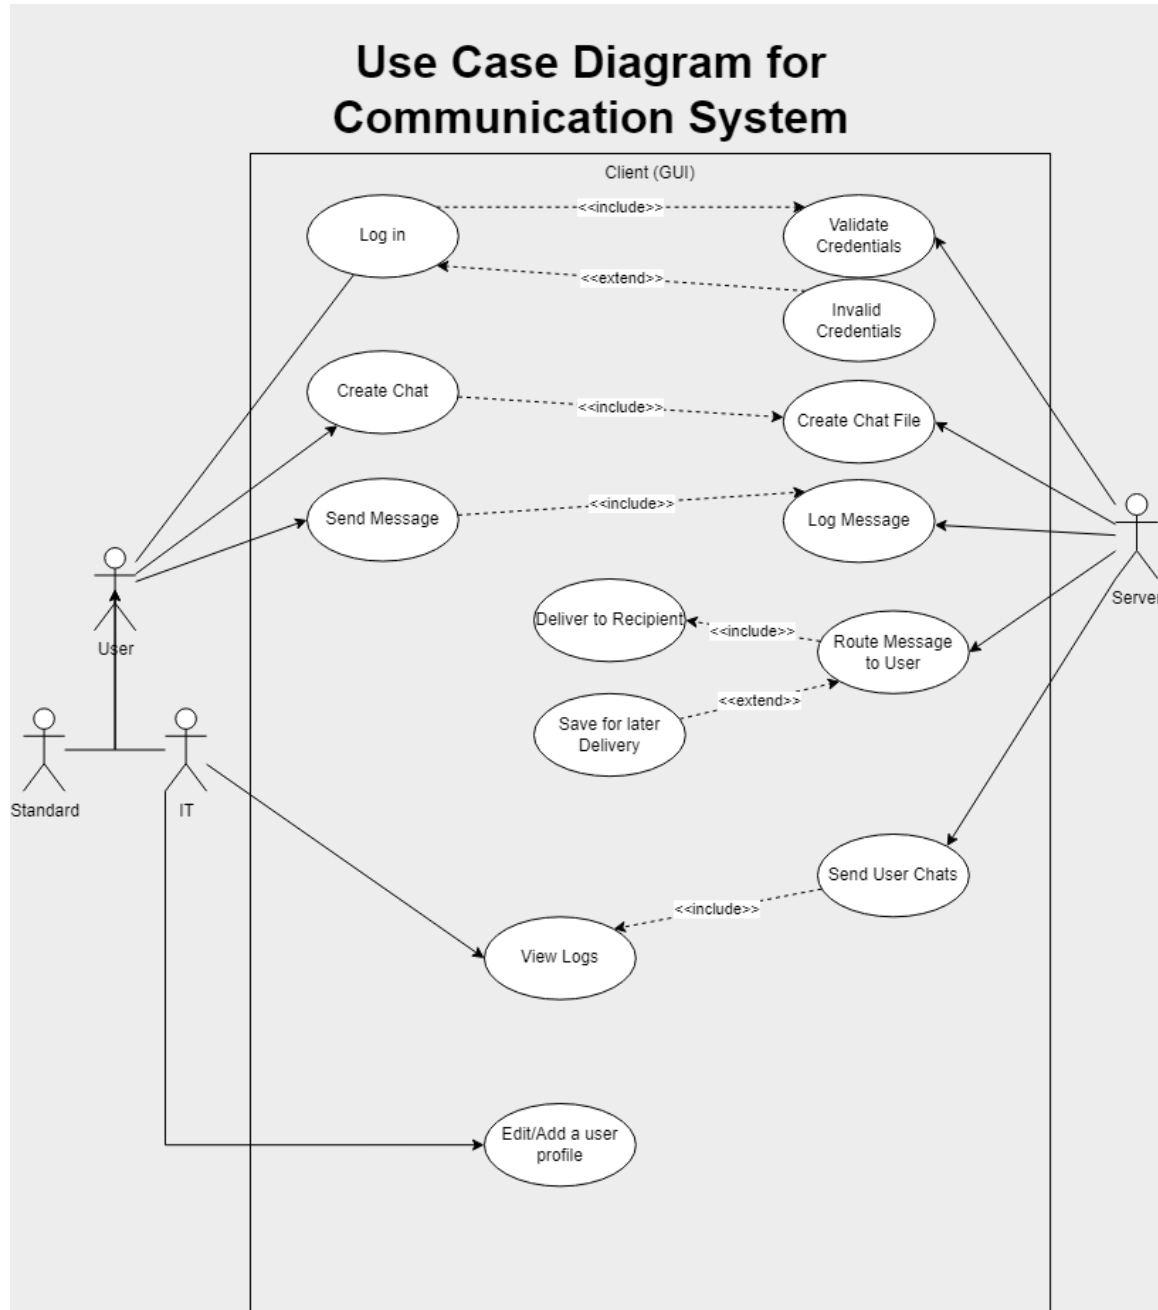 Use Case Diagram for
Communication System
Client (GUI)
Log in
<<include>>
Validate
Credentials
<<extend>>
Invalid
Credentials
Create Chat
<<include>>
Create Chat File
Send Message
<<include>>
Log Message
User
Server
Deliver to Recipient
<<include>>
Route Message
to User
Save for later
Delivery
<<extend>>
Standard
IT
Send User Chats
<<include>>
View Logs
Edit/Add a user
profile